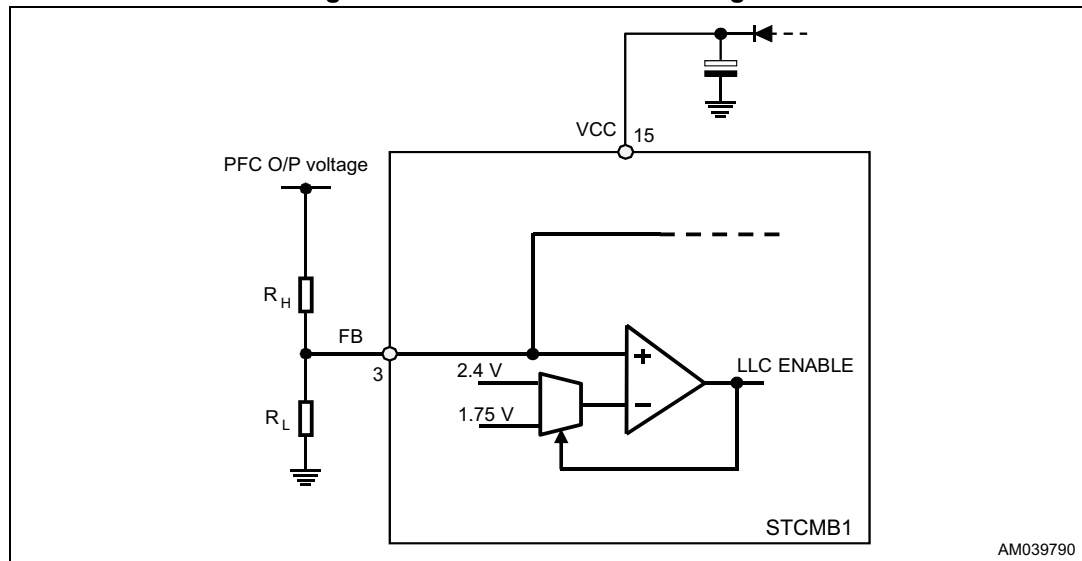 VCC
15
PFC O/P voltage
R H
FB
3
2.4 V
+
LLC ENABLE
1.75 V
−
R L
STCMB1
AM039790